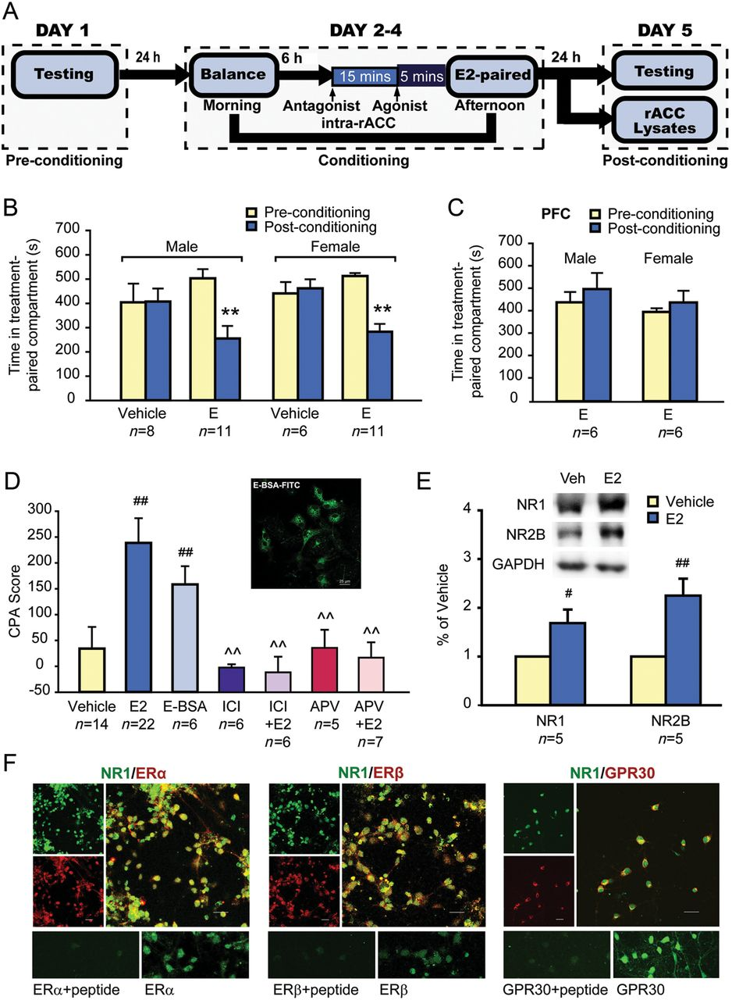 A
DAY 1
DAY 2-4
DAY 5
Testing
24 h
Balance
6 h
15 mins
5 mins
E2-paired
24 h
Testing
Morning
Antagonist
Agonist
Afternoon
intra-rACC
rACC
Lysates
Pre-conditioning
Conditioning
Post-conditioning
B
Pre-conditioning
Post-conditioning
Time in treatment-
paired compartment (s)
700
600
500
400
300
200
100
0
Male
Female
**
**
Vehicle
E
Vehicle
E
n=8
n=11
n=6
n=11
C
PFC
Pre-conditioning
Post-conditioning
Time in treatment-
paired compartment (s)
700
600
500
400
300
200
100
0
Male
Female
E
E
n=6
n=6
D
E-BSA-FITC
25 µm
CPA Score
300
250
200
150
50
0
-50
##
##
^^
^^
^^
^^
Vehicle
E2
E-BSA
ICI
ICI
APV
APV
n=14
n=22
n=6
n=6
+E2
n=5
+E2
n=6
n=7
E
Veh
E2
NR1
NR2B
GAPDH
Vehicle
E2
% of Vehicle
4
3
2
1
0
#
##
NR1
NR2B
n=5
n=5
F
NR1/ERα
NR1/ERβ
NR1/GPR30
ERα+peptide
ERα
ERβ+peptide
ERβ
GPR30+peptide
GPR30